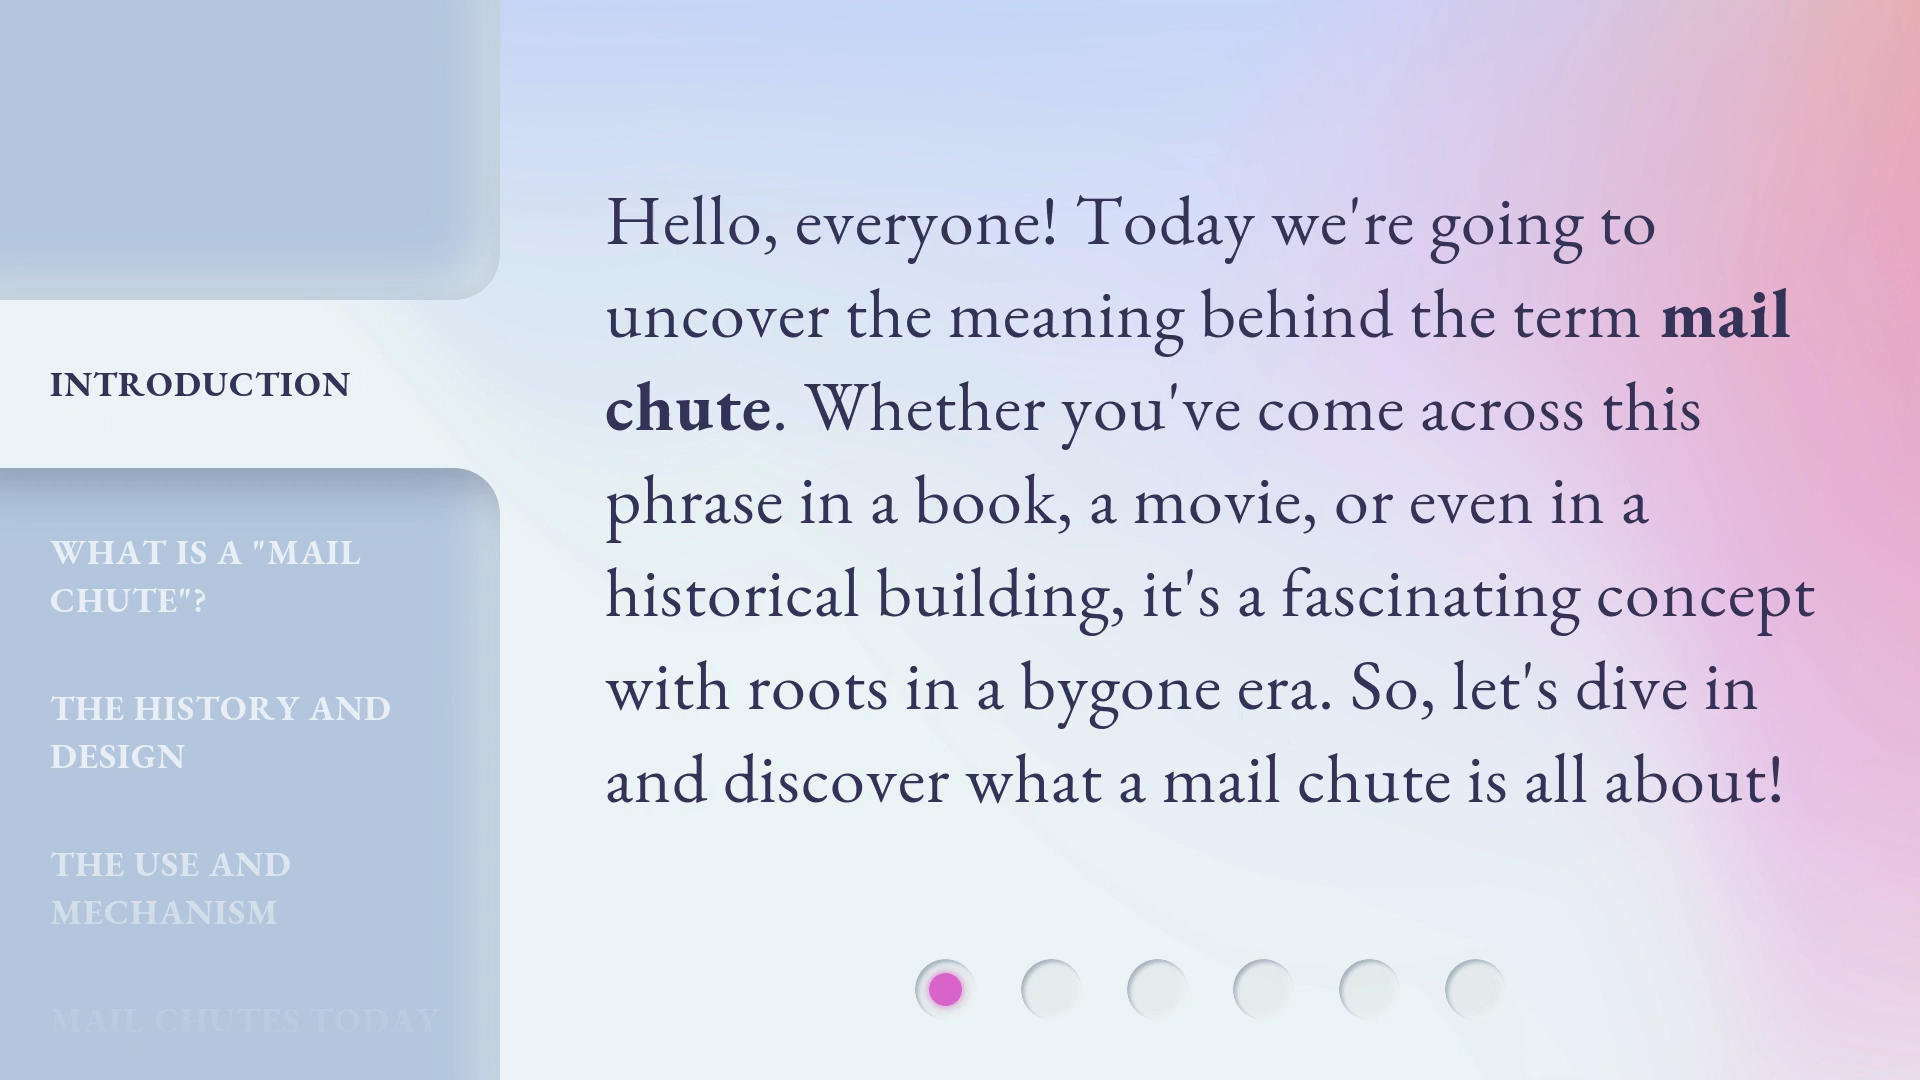 INTRODUCTION
WHAT IS A "MAIL
CHUTE"?
THE HISTORY AND
DESIGN
THE USE AND
MECHANISM
MAIL CHUTES TODAY
Hello, everyone! Today we're going to
uncover the meaning behind the term mail
chute. Whether you've come across this
phrase in a book, a movie, or even in a
historical building, it's a fascinating concept
with roots in a bygone era. So, let's dive in
and discover what a mail chute is all about!